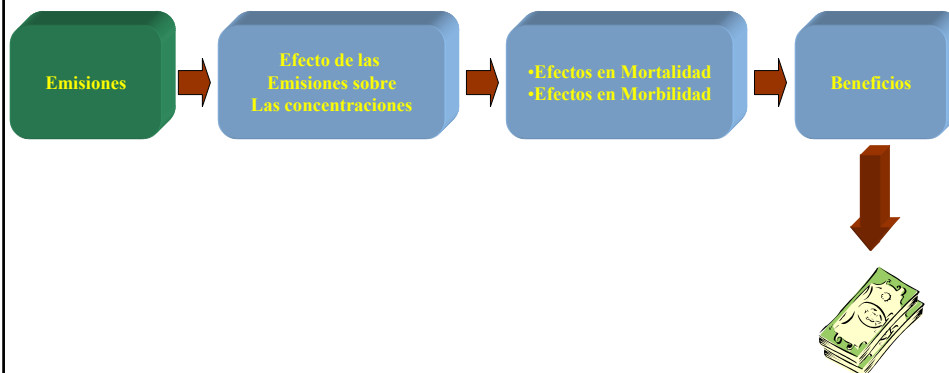 Emisiones
Efecto de las
Emisiones sobre
Las concentraciones
•Efectos en Mortalidad
•Efectos en Morbilidad
Beneficios